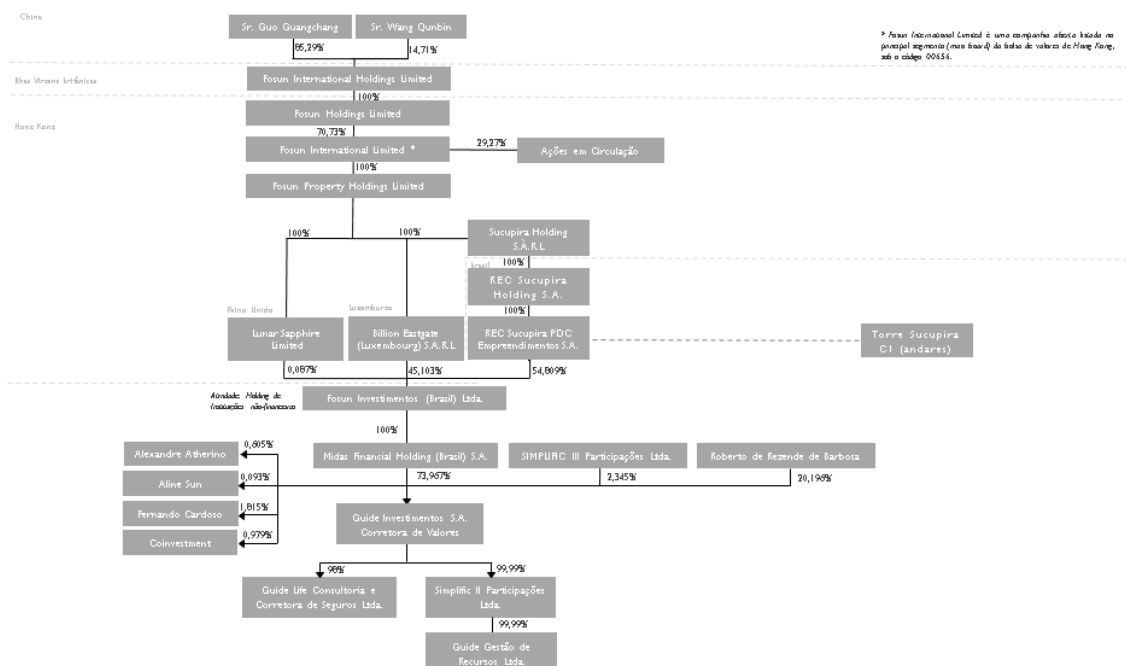 China
Sr. Guo Guangchang
Sr. Wang Qunbin
* Fosun International Limited é uma companhia aberta listada no
principal segmento (main board) da bolsa de valores de Hong Kong,
sob o código 00656.
85,29%
14,71%
Ilhas Virgens britânicas
Fosun International Holdings Limited
100%
Fosun Holdings Limited
Hong Kong
70,73%
Fosun International Limited *
29,27%
Ações em Circulação
100%
Fosun Property Holdings Limited
100%
100%
100%
Sucupira Holding
S.À.R.L
100%
Brasil
REC Sucupira
Holding S.A.
100%
Reino Unido
Luxemburgo
Lunar Sapphire
Limited
Billion Eastgate
(Luxembourg) S.A.R.L
REC Sucupira PDC
Empreendimentos S.A.
Torre Sucupira
C1 (andares)
0,087%
45,103%
54,809%
Atividade: Holding de
Instituições não-financeiras
Fosun Investimentos (Brasil) Ltda.
100%
Alexandre Atherino
0,605%
Midas Financial Holding (Brasil) S.A.
SIMPLIFIC III Participações Ltda.
Roberto de Rezende de Barbosa
Aline Sun
0,093%
73,967%
2,345%
20,196%
Fernando Cardoso
1,815%
Guide Investimentos S.A.
Corretora de Valores
Coinvestment
0,979%
98%
99,99%
Guide Life Consultoria e
Corretora de Seguros Ltda.
Simplific II Participações
Ltda.
99,99%
Guide Gestão de
Recursos Ltda.